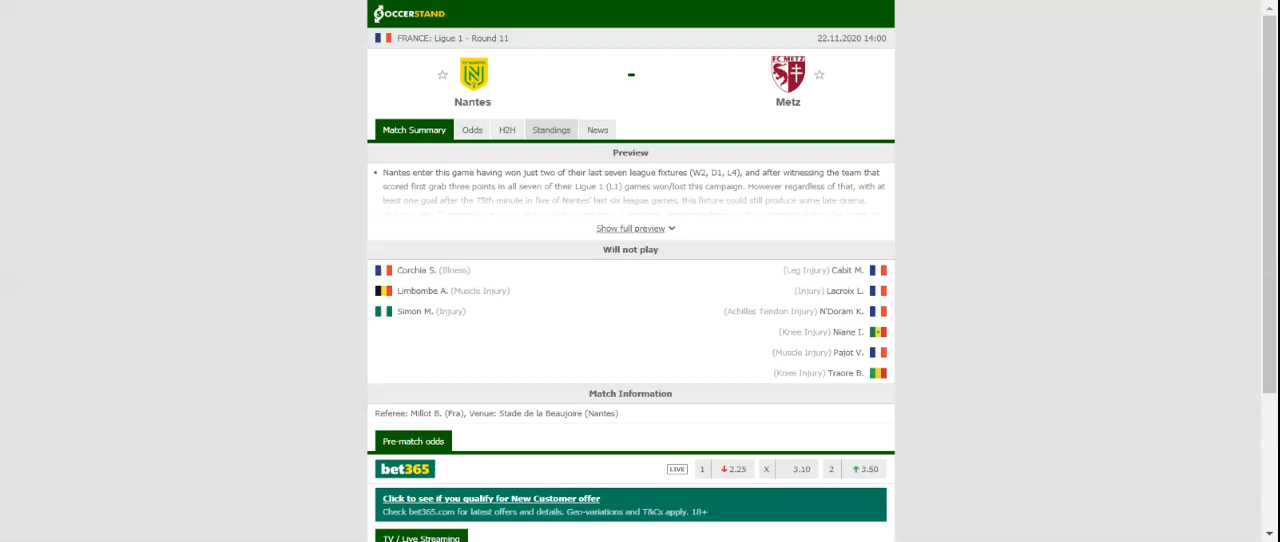 SOCCERSTAND
FRANCE: Ligue 1 - Round 11
22.11.2020 14:00
FC NANTES
FC METZ
-
Nantes
Metz
Match Summary
Odds
H2H
Standings
News
Preview
• Nantes enter this game having won just two of their last seven league fixtures (W2, D1, L4), and after witnessing the team that
scored first grab three points in all seven of their Ligue 1 (L1) games won/lost this campaign. However regardless of that, with at
least one goal after the 75th minute in five of Nantes' last six league games, this fixture could still produce some late drama.
Show full preview
Will not play
Corchia S. (Illness)
(Leg Injury) Cabit M.
Limbombe A. (Muscle Injury)
(Injury) Lacroix L.
Simon M. (Injury)
(Achilles Tendon Injury) N'Doram K.
(Knee Injury) Niane I.
(Muscle Injury) Pajot V.
(Knee Injury) Traore B.
Match Information
Referee: Millot B. (Fra), Venue: Stade de la Beaujoire (Nantes)
Pre-match odds
bet365
LIVE
1
2.25
X
3.10
2
3.50
Click to see if you qualify for New Customer offer
Check bet365.com for latest offers and details. Geo-variations and T&Cs apply. 18+
TV / Live Streaming